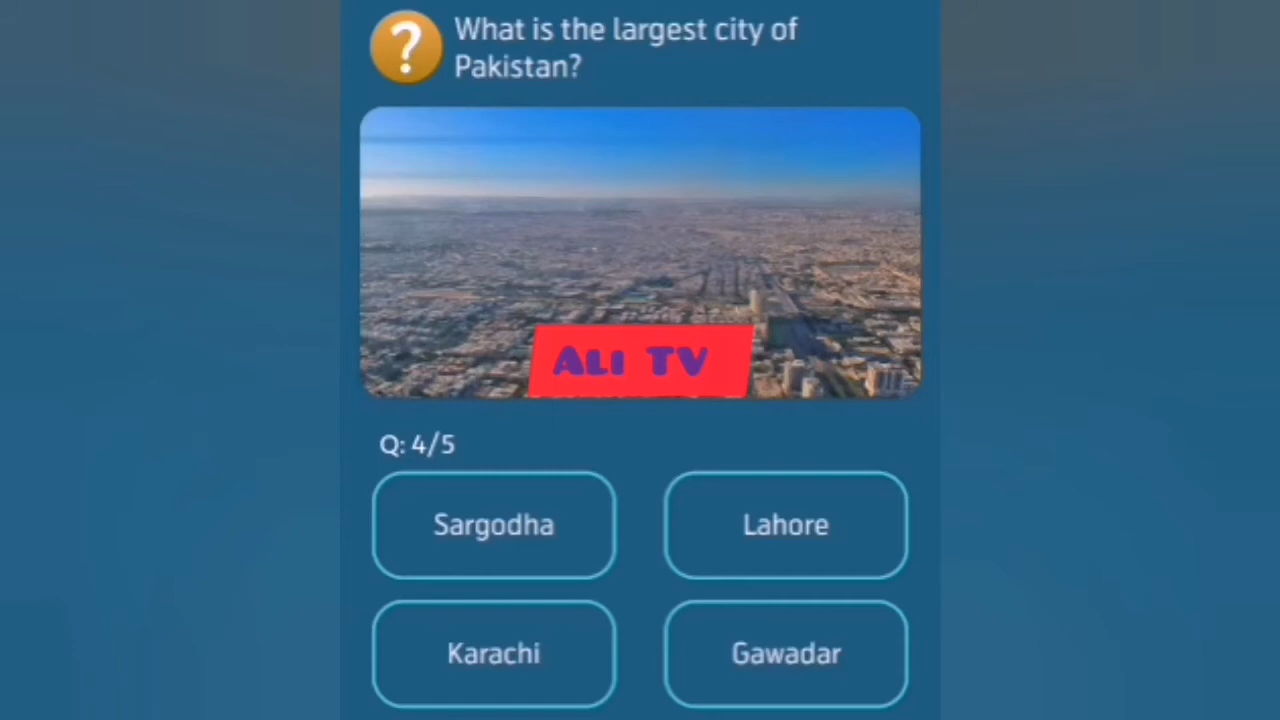 ?
What is the largest city of
Pakistan?
ALI TV
Q: 4/5
Sargodha
Lahore
Karachi
Gawadar